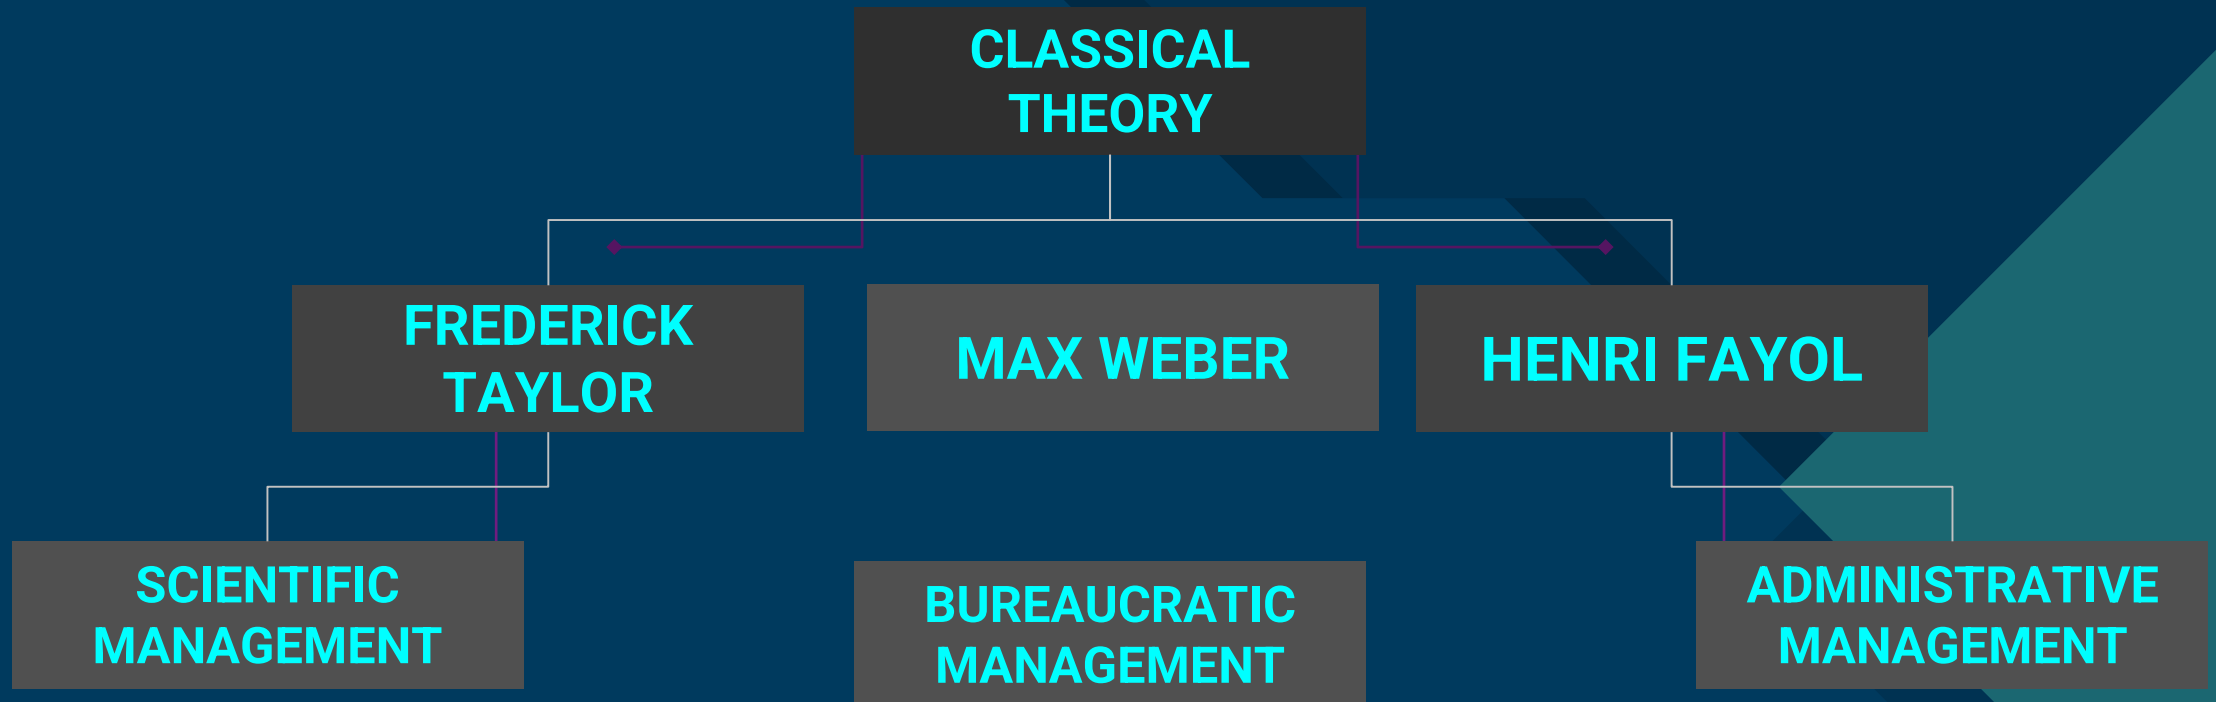 CLASSICAL
THEORY
FREDERICK
TAYLOR
MAX WEBER
HENRI FAYOL
SCIENTIFIC
MANAGEMENT
BUREAUCRATIC
MANAGEMENT
ADMINISTRATIVE
MANAGEMENT